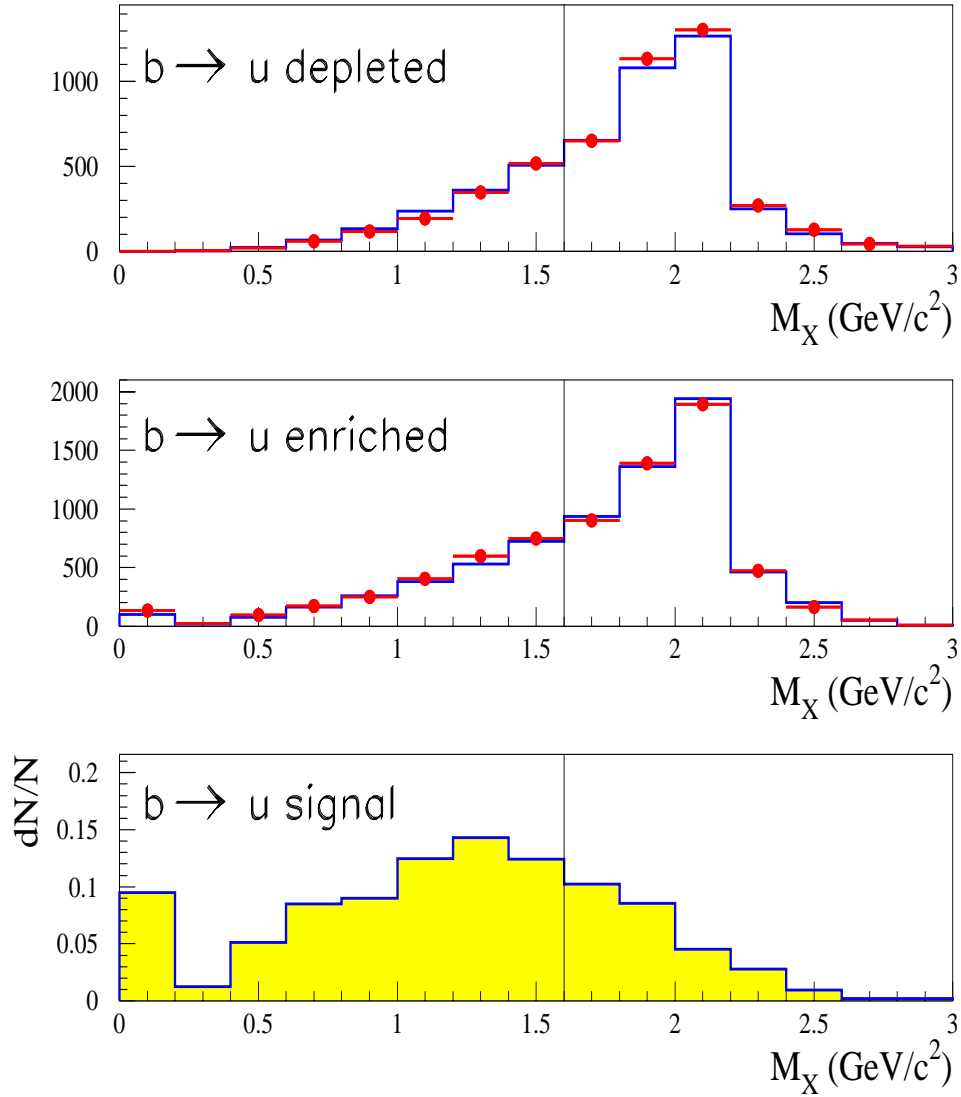 b → u depleted
1000
500
0
0 0.5 1 1.5 2 2.5 3
M_X (GeV/c²)
b → u enriched
2000
1500
1000
500
0
0 0.5 1 1.5 2 2.5 3
M_X (GeV/c²)
dN/N
b → u signal
0.2
0.15
0.1
0.05
0
0 0.5 1 1.5 2 2.5 3
M_X (GeV/c²)